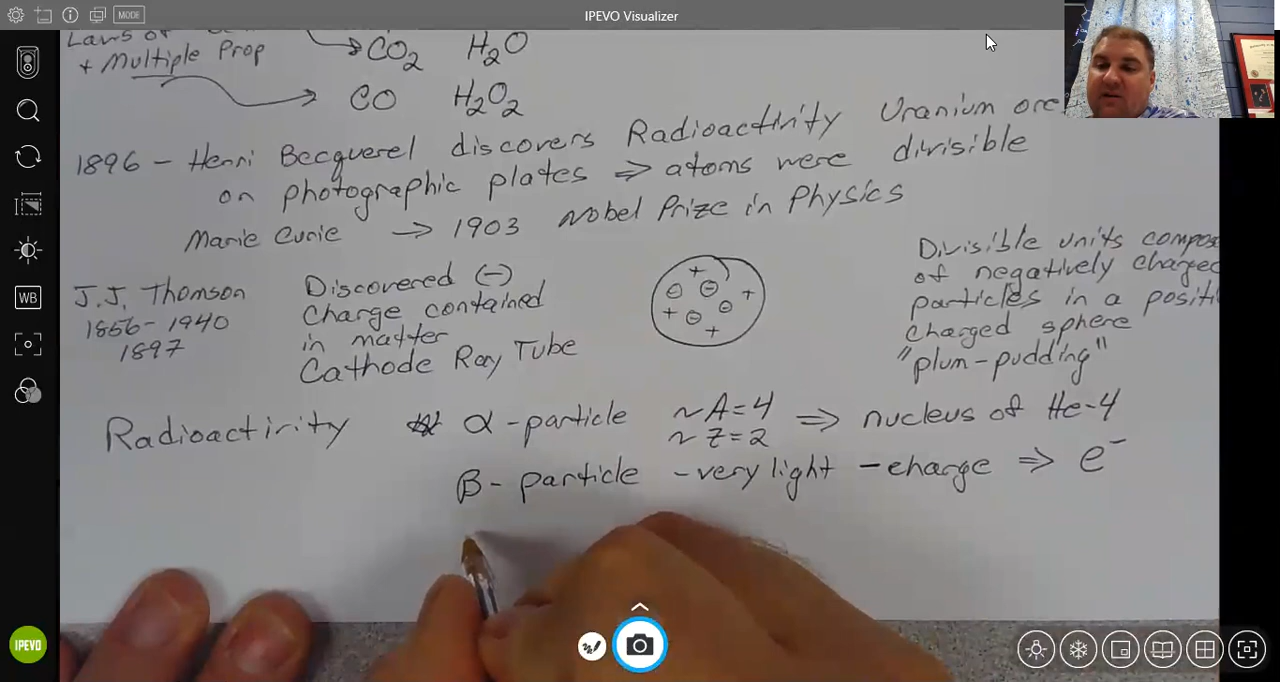 IPEVO Visualizer
MODE
Laws of
+ Multiple Prop
CO2 H2O
CO H2O2
1896 - Henri Becquerel discovers Radioactivity Uranium ore
on photographic plates ⇒ atoms were divisible
Marie Curie → 1903 Nobel Prize in Physics
J.J. Thomson
1856-1940
1897
Discovered (-)
charge contained
in matter
Cathode Ray Tube
+
- -
+ - - +
+
Divisible units compos
of negatively charged
particles in a positi
charged sphere
"plum-pudding"
Radioactivity α-particle ~A=4 ⇒ nucleus of He-4
~Z=2
β- particle -very light -charge ⇒ e-
WB
IPEVO